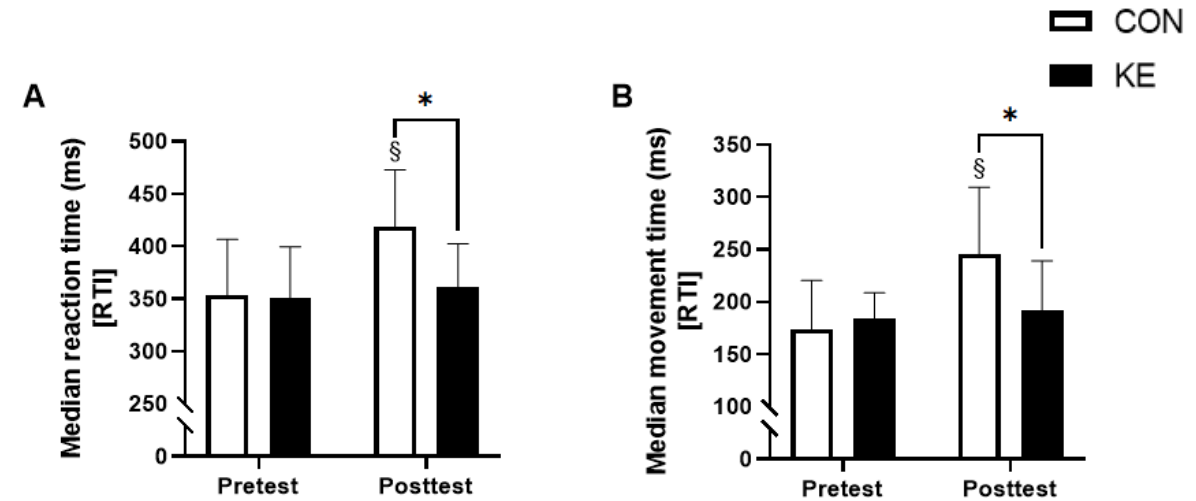 CON
KE
A
Median reaction time (ms)
[RTI]
500
450
400
350
300
250
0
*
§
Pretest
Posttest
B
Median movement time (ms)
[RTI]
350
300
250
200
150
100
0
*
§
Pretest
Posttest